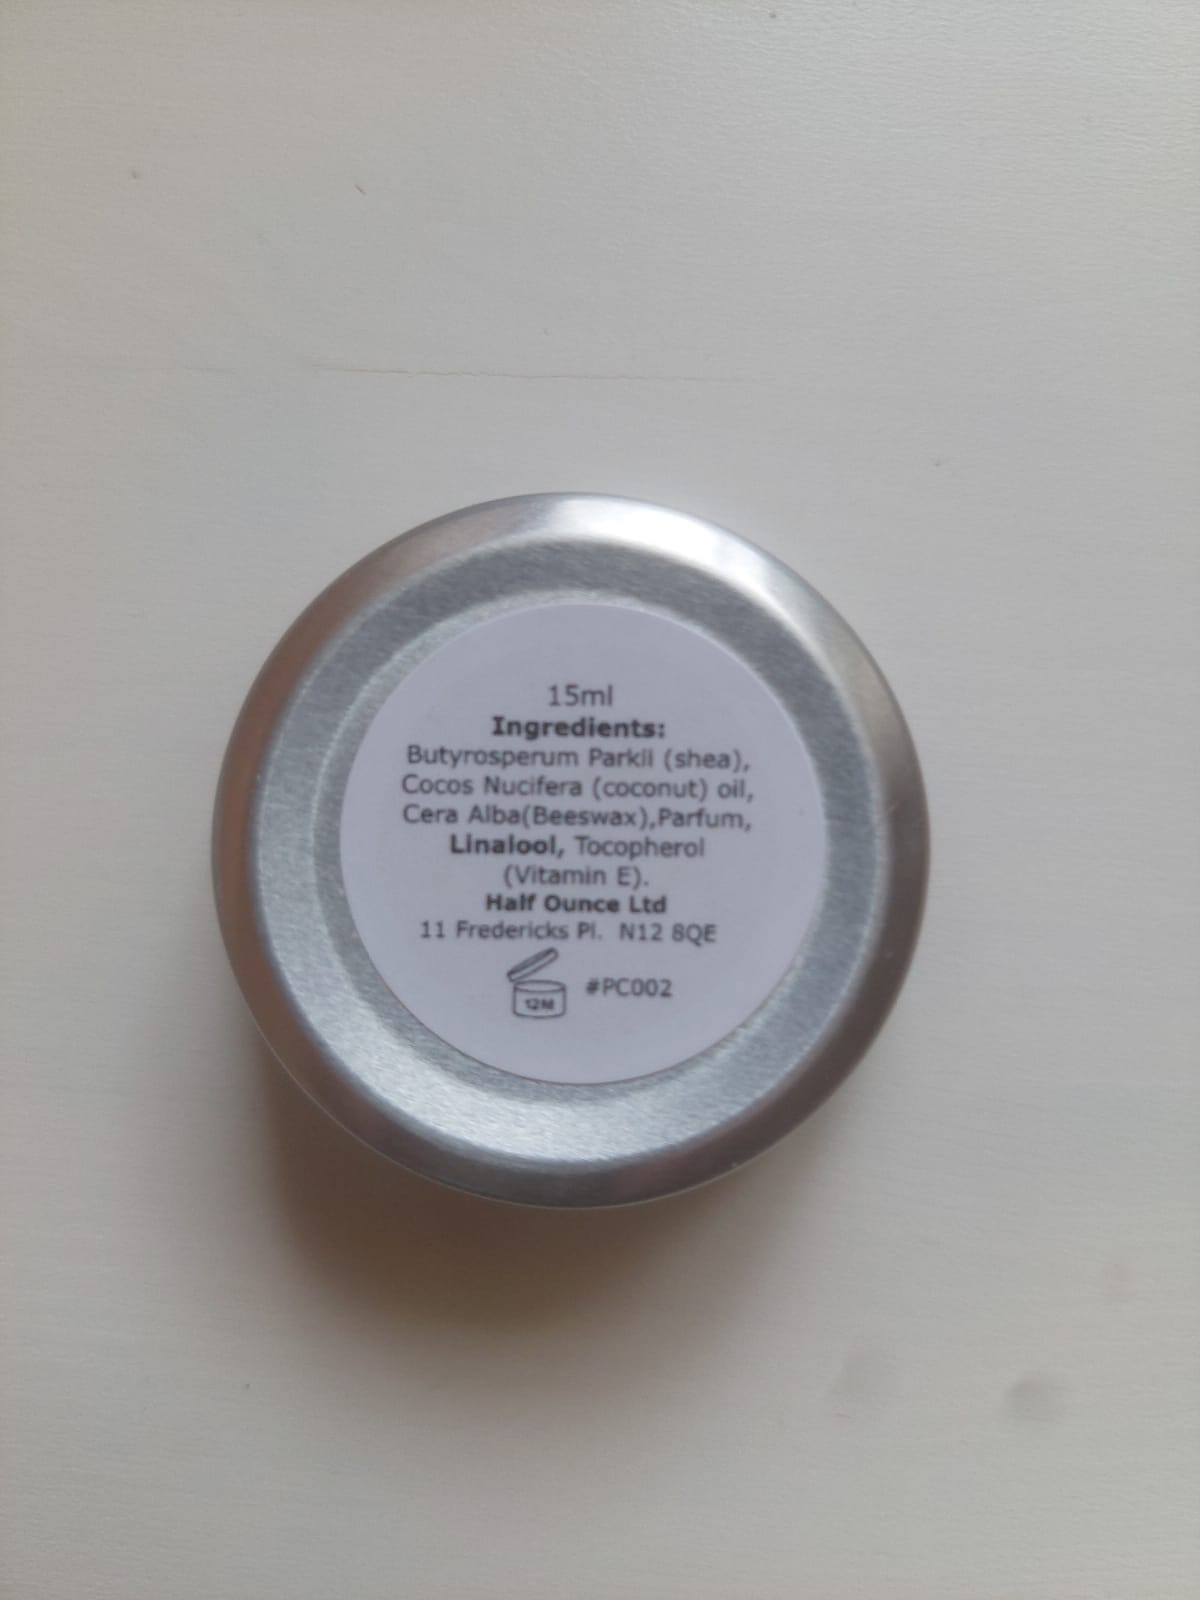 15ml
Ingredients:
Butyrosperum Parkii (shea),
Cocos Nucifera (coconut) oil,
Cera Alba(Beeswax),Parfum,
Linalool, Tocopherol
(Vitamin E).
Half Ounce Ltd
11 Fredericks Pl. N12 8QE
12M #PC002